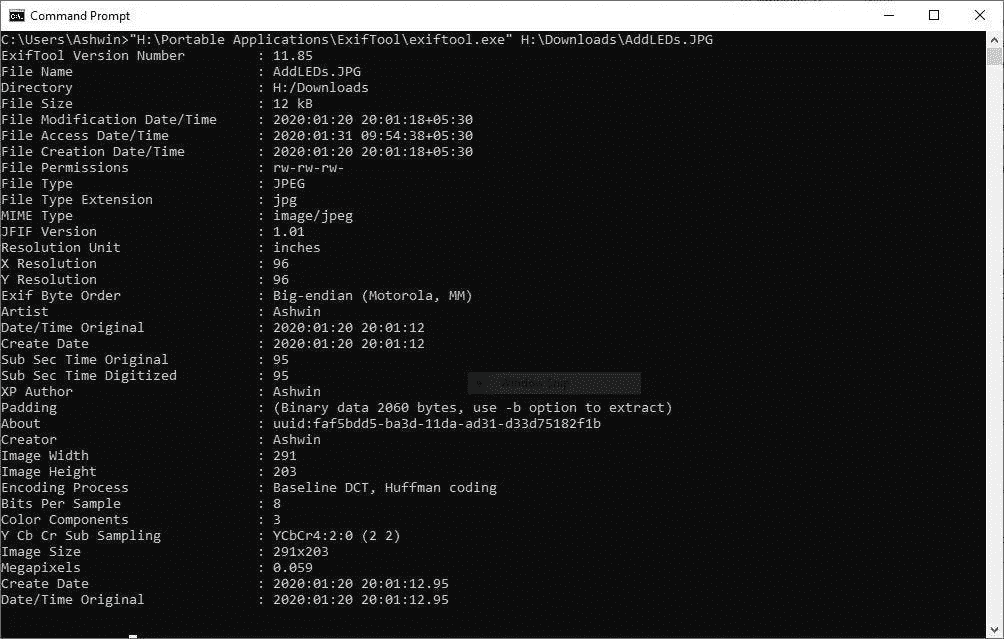 Command Prompt
C:\Users\Ashwin>"H:\Portable Applications\ExifTool\exiftool.exe" H:\Downloads\AddLEDs.JPG
ExifTool Version Number         : 11.85
File Name                       : AddLEDs.JPG
Directory                       : H:/Downloads
File Size                       : 12 kB
File Modification Date/Time     : 2020:01:20 20:01:18+05:30
File Access Date/Time           : 2020:01:31 09:54:38+05:30
File Creation Date/Time         : 2020:01:20 20:01:18+05:30
File Permissions                : rw-rw-rw-
File Type                       : JPEG
File Type Extension             : jpg
MIME Type                       : image/jpeg
JFIF Version                    : 1.01
Resolution Unit                 : inches
X Resolution                    : 96
Y Resolution                    : 96
Exif Byte Order                 : Big-endian (Motorola, MM)
Artist                          : Ashwin
Date/Time Original              : 2020:01:20 20:01:12
Create Date                     : 2020:01:20 20:01:12
Sub Sec Time Original           : 95
Sub Sec Time Digitized          : 95
XP Author                       : Ashwin
Padding                         : (Binary data 2060 bytes, use -b option to extract)
About                           : uuid:faf5bdd5-ba3d-11da-ad31-d33d75182f1b
Creator                         : Ashwin
Image Width                     : 291
Image Height                    : 203
Encoding Process                : Baseline DCT, Huffman coding
Bits Per Sample                 : 8
Color Components                : 3
Y Cb Cr Sub Sampling            : YCbCr4:2:0 (2 2)
Image Size                      : 291x203
Megapixels                      : 0.059
Create Date                     : 2020:01:20 20:01:12.95
Date/Time Original              : 2020:01:20 20:01:12.95